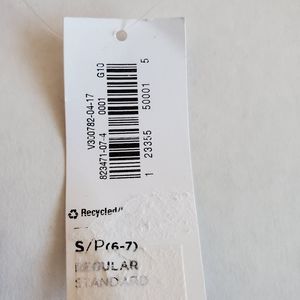 G10
V300782-04-17
823471-07-4 0001
1 23355 50001 5
Recycled/
S/P(6-7)
REGULAR
STANDARD